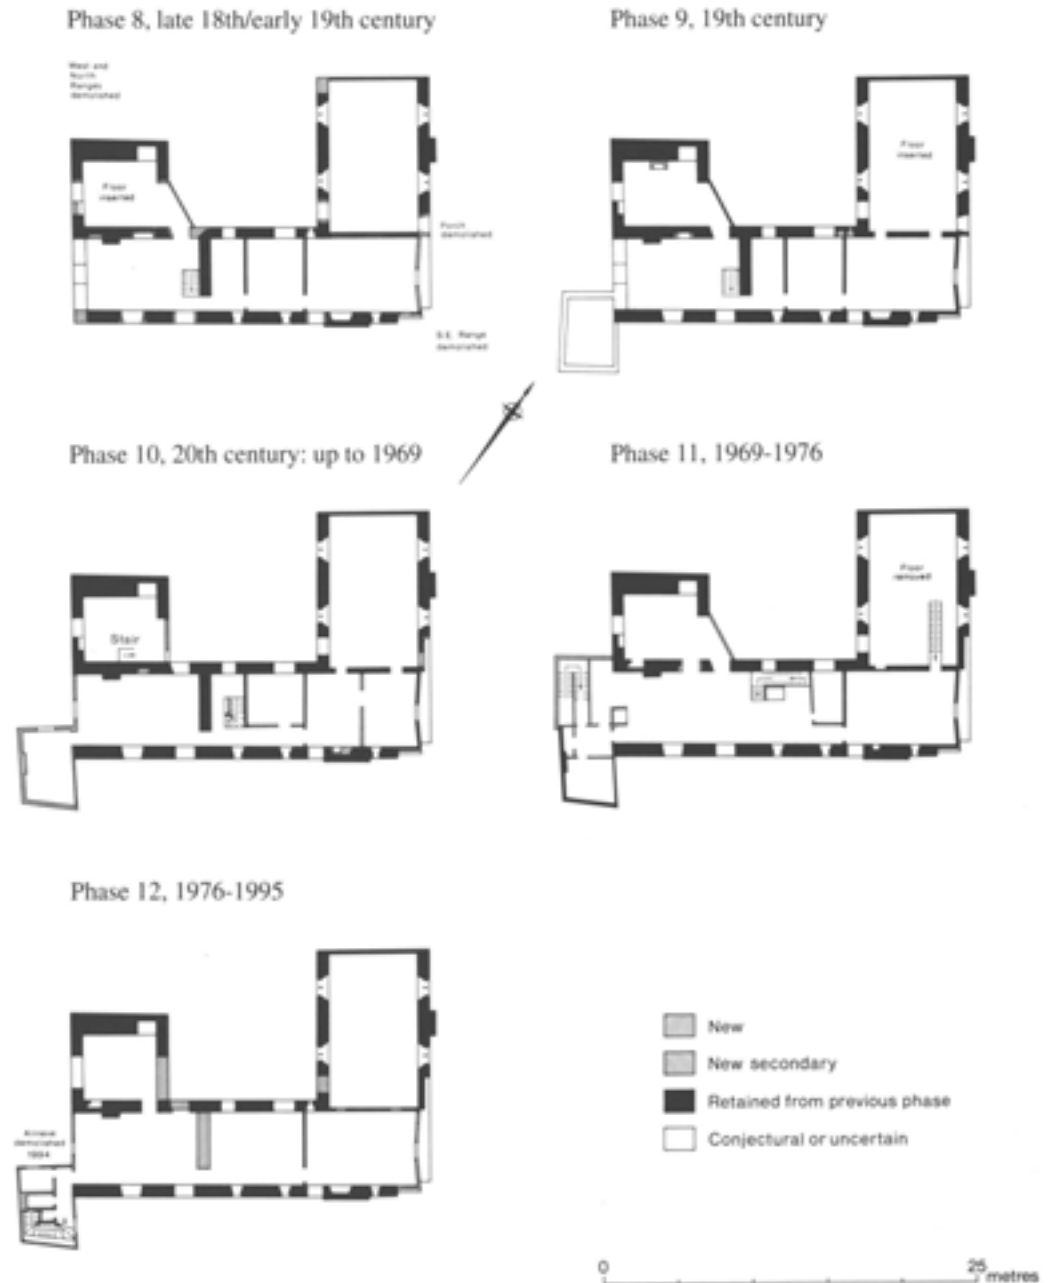 Phase 8, late 18th/early 19th century
West and
North
Ranges
demolished
Floor
inserted
Porch
demolished
S.E. Range
demolished
Phase 9, 19th century
Floor
inserted
Phase 10, 20th century: up to 1969
Stair
Phase 11, 1969-1976
Floor
removed
Phase 12, 1976-1995
Annexe
demolished
1994
New
New secondary
Retained from previous phase
Conjectural or uncertain
0
25
metres